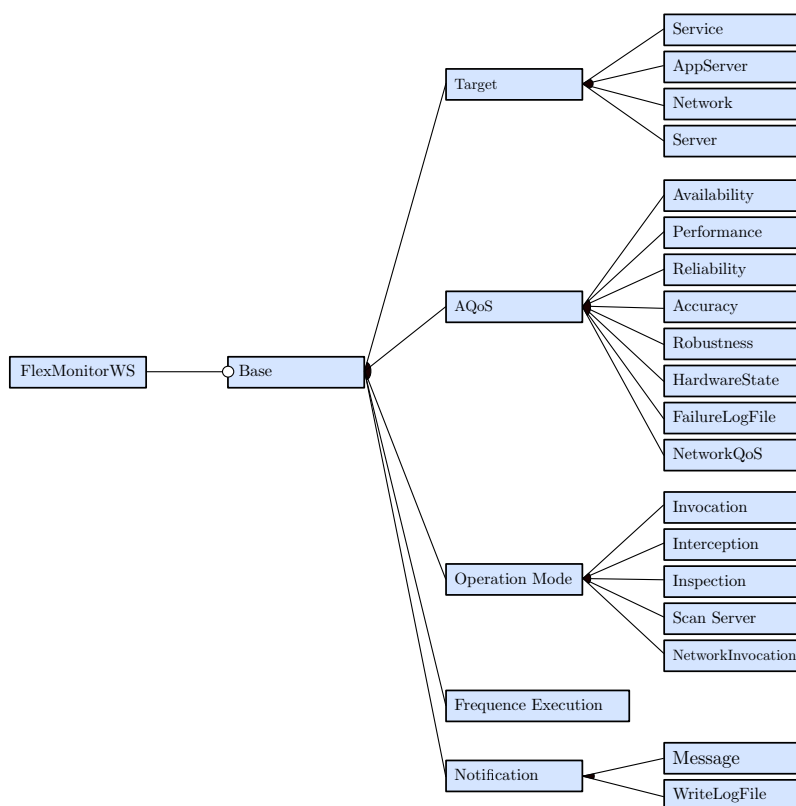 FlexMonitorWS
Base
Target
Service
AppServer
Network
Server
AQoS
Availability
Performance
Reliability
Accuracy
Robustness
HardwareState
FailureLogFile
NetworkQoS
Operation Mode
Invocation
Interception
Inspection
Scan Server
NetworkInvocation
Frequence Execution
Notification
Message
WriteLogFile